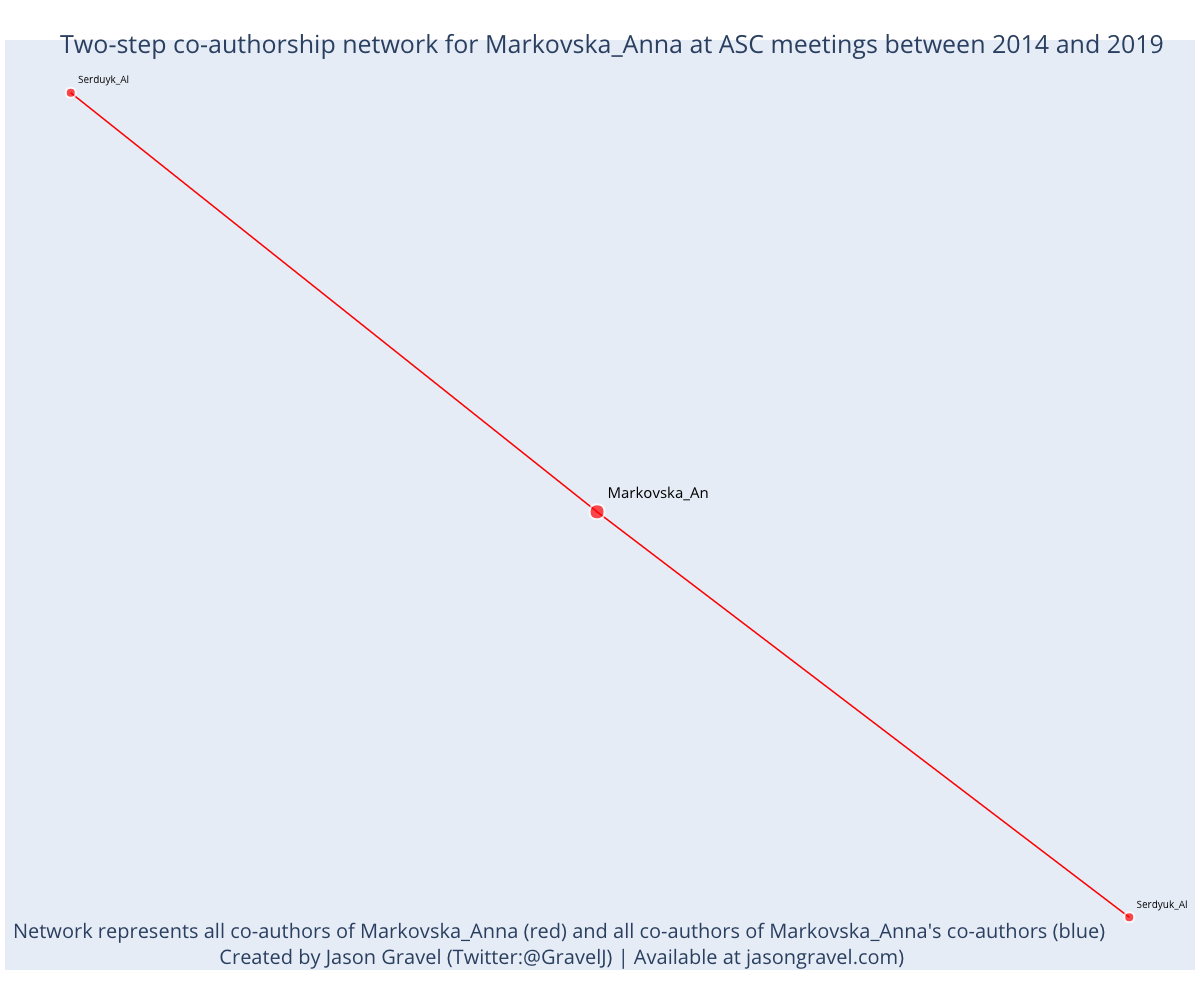 Two-step co-authorship network for Markovska_Anna at ASC meetings between 2014 and 2019
Serduyk_Al
Markovska_An
Serdyuk_Al
Network represents all co-authors of Markovska_Anna (red) and all co-authors of Markovska_Anna's co-authors (blue)
Created by Jason Gravel (Twitter:@GravelJ) | Available at jasongravel.com)